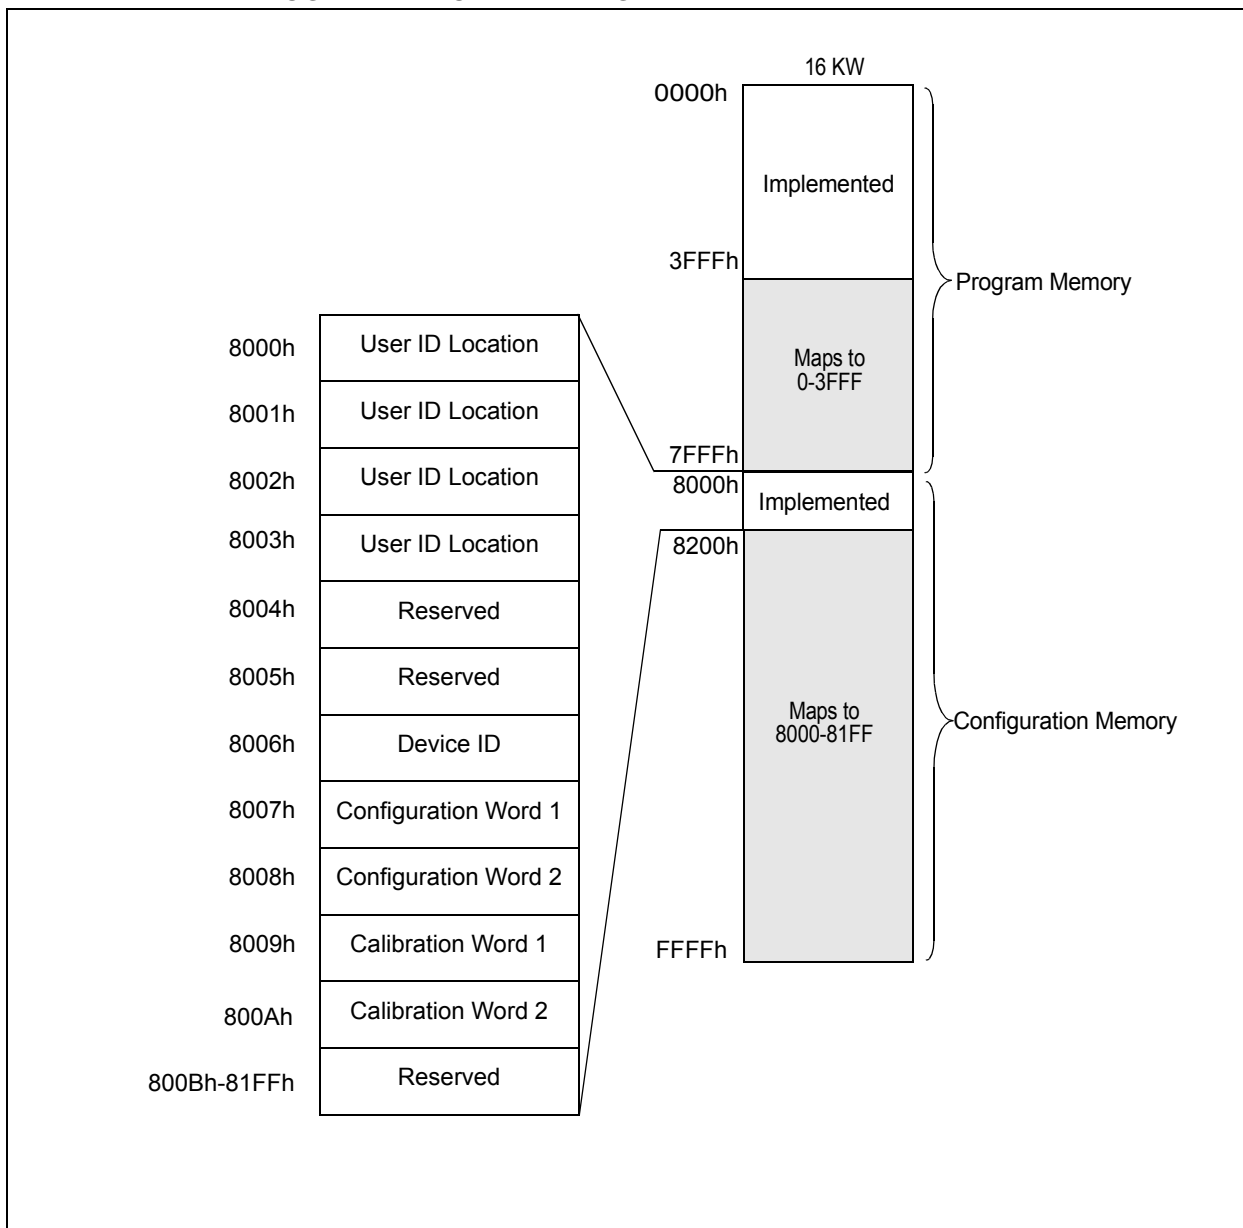 16 KW
0000h
Implemented
3FFFh
Program Memory
Maps to
0-3FFF
7FFFh
8000h
Implemented
8200h
Maps to
8000-81FF
Configuration Memory
FFFFh
8000h User ID Location
8001h User ID Location
8002h User ID Location
8003h User ID Location
8004h Reserved
8005h Reserved
8006h Device ID
8007h Configuration Word 1
8008h Configuration Word 2
8009h Calibration Word 1
800Ah Calibration Word 2
800Bh-81FFh Reserved